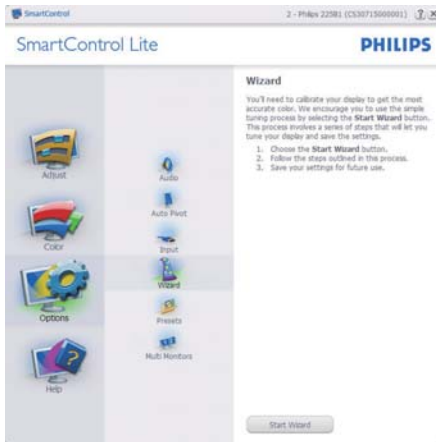 SmartControl
2 - Philips 225B1 (CS30715000001)
SmartControl Lite
PHILIPS
Adjust
Color
Options
Help
Audio
Auto Pivot
Input
Wizard
Presets
Multi Monitors
Wizard
You'll need to calibrate your display to get the most
accurate color. We encourage you to use the simple
tuning process by selecting the Start Wizard button.
This process involves a series of steps that will let you
tune your display and save the settings.
1. Choose the Start Wizard button.
2. Follow the steps outlined in this process.
3. Save your settings for future use.
Start Wizard